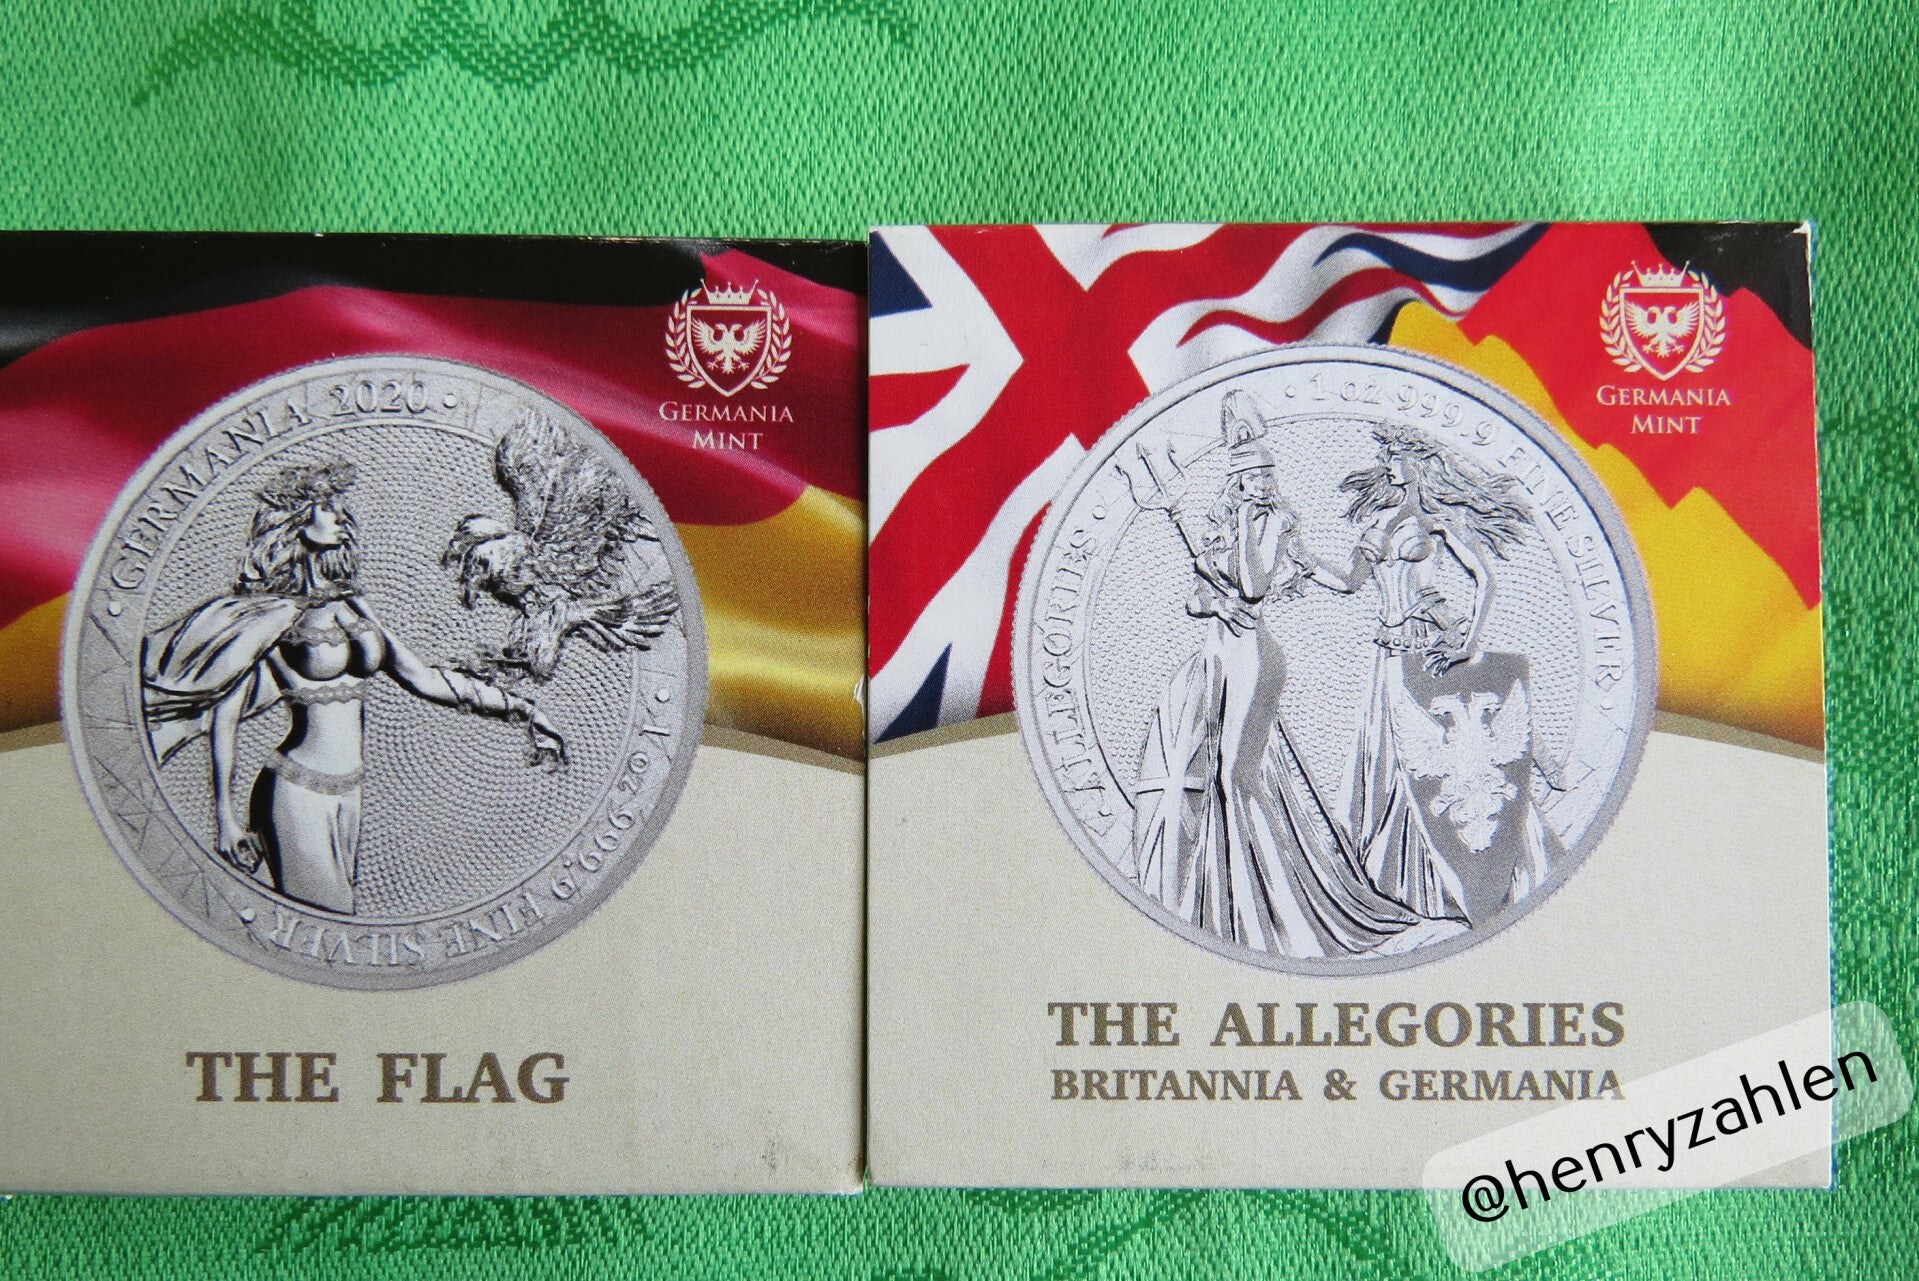 GERMANIA
MINT
• GERMANIA 2020 •
1 oz 999.9 FINE SILVER •
THE FLAG
GERMANIA
MINT
ALLEGORIES
• 1 oz 999.9 FINE SILVER •
THE ALLEGORIES
BRITANNIA & GERMANIA
@henryzahlen